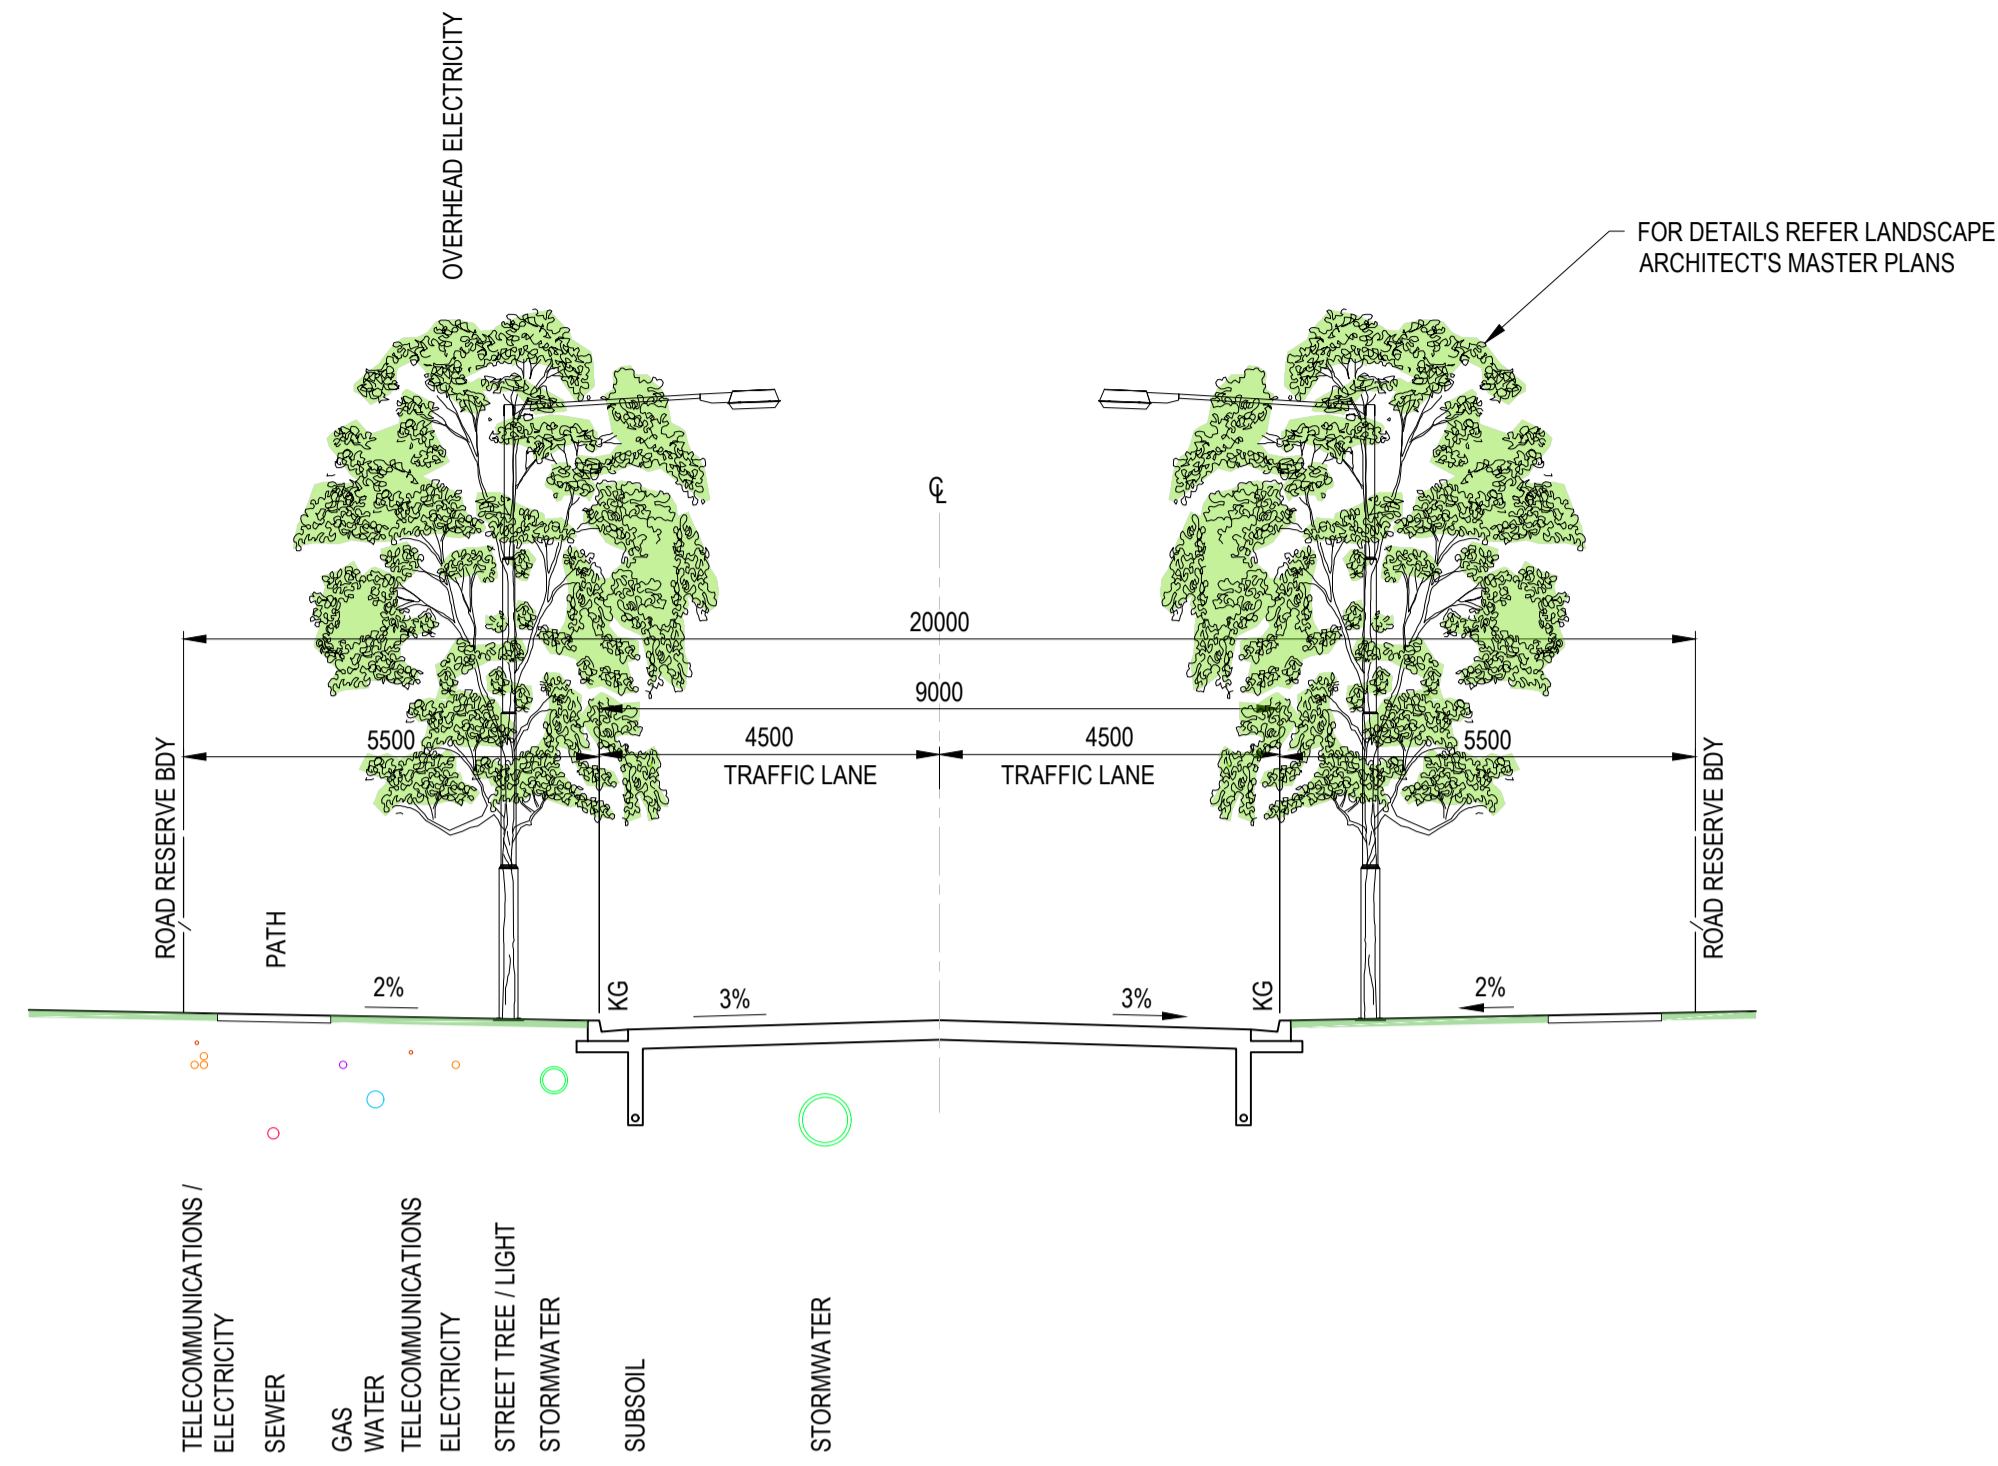 OVERHEAD ELECTRICITY
FOR DETAILS REFER LANDSCAPE
ARCHITECT'S MASTER PLANS
℄
20000
9000
5500
4500
4500
5500
TRAFFIC LANE
TRAFFIC LANE
ROAD RESERVE BDY
ROAD RESERVE BDY
PATH
2%
KG
3%
3%
KG
2%
TELECOMMUNICATIONS /
ELECTRICITY
SEWER
GAS
WATER
TELECOMMUNICATIONS
ELECTRICITY
STREET TREE / LIGHT
STORMWATER
SUBSOIL
STORMWATER